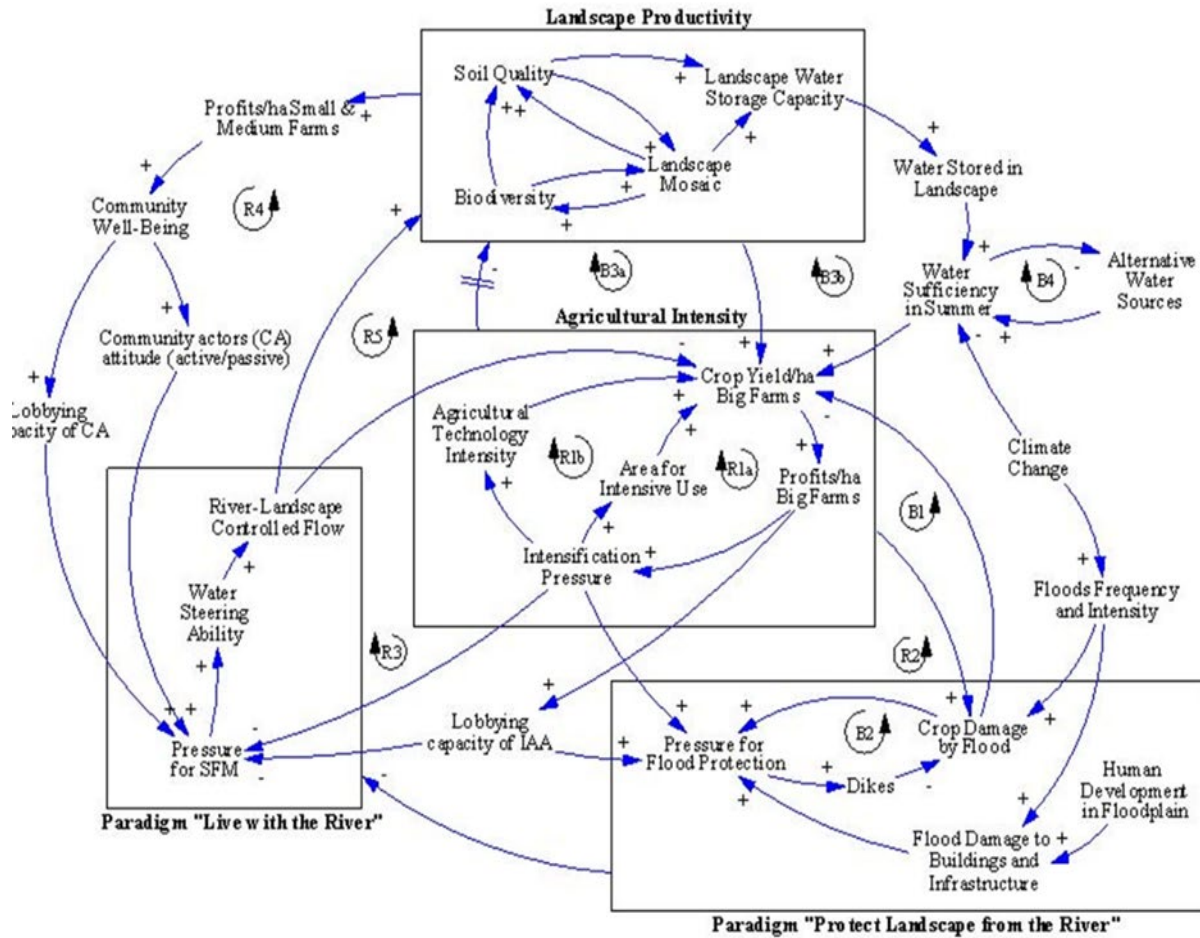 Landscape Productivity
Soil Quality
Landscape Water
Storage Capacity
+
+
+
+
+
Landscape
Mosaic
+
+
Biodiversity
+
Profits/haSmall &
Medium Farms
+
+
Community
Well-Being
R4
+
+
Water Stored in
Landscape
+
Water
Sufficiency
in Summer
-
B4
Alternative
Water
Sources
+
-
B3a
B3b
-
R5
+
Community actors (CA)
attitude (active/passive)
+
Lobbying
pacity of CA
Agricultural Intensity
-
+
+
Crop Yield/ha
Big Farms
+
-
Agricultural
Technology
Intensity
+
R1b
Area for
Intensive Use
+
R1a
+
Profits/ha
Big Farms
+
Intensification
Pressure
+
Climate
Change
B1
+
Floods Frequency
and Intensity
River-Landscape
Controlled Flow
+
Water
Steering
Ability
+
R3
R2
+
+
+
Pressure
for SFM
-
-
Paradigm "Live with the River"
+
Lobbying
capacity of IAA
+
+
+
Pressure for
Flood Protection
B2
+
Crop Damage
by Flood
+
+
Dikes
-
+
Human
Development
in Floodplain
+
+
Flood Damage to
Buildings and
Infrastructure
-
Paradigm "Protect Landscape from the River"